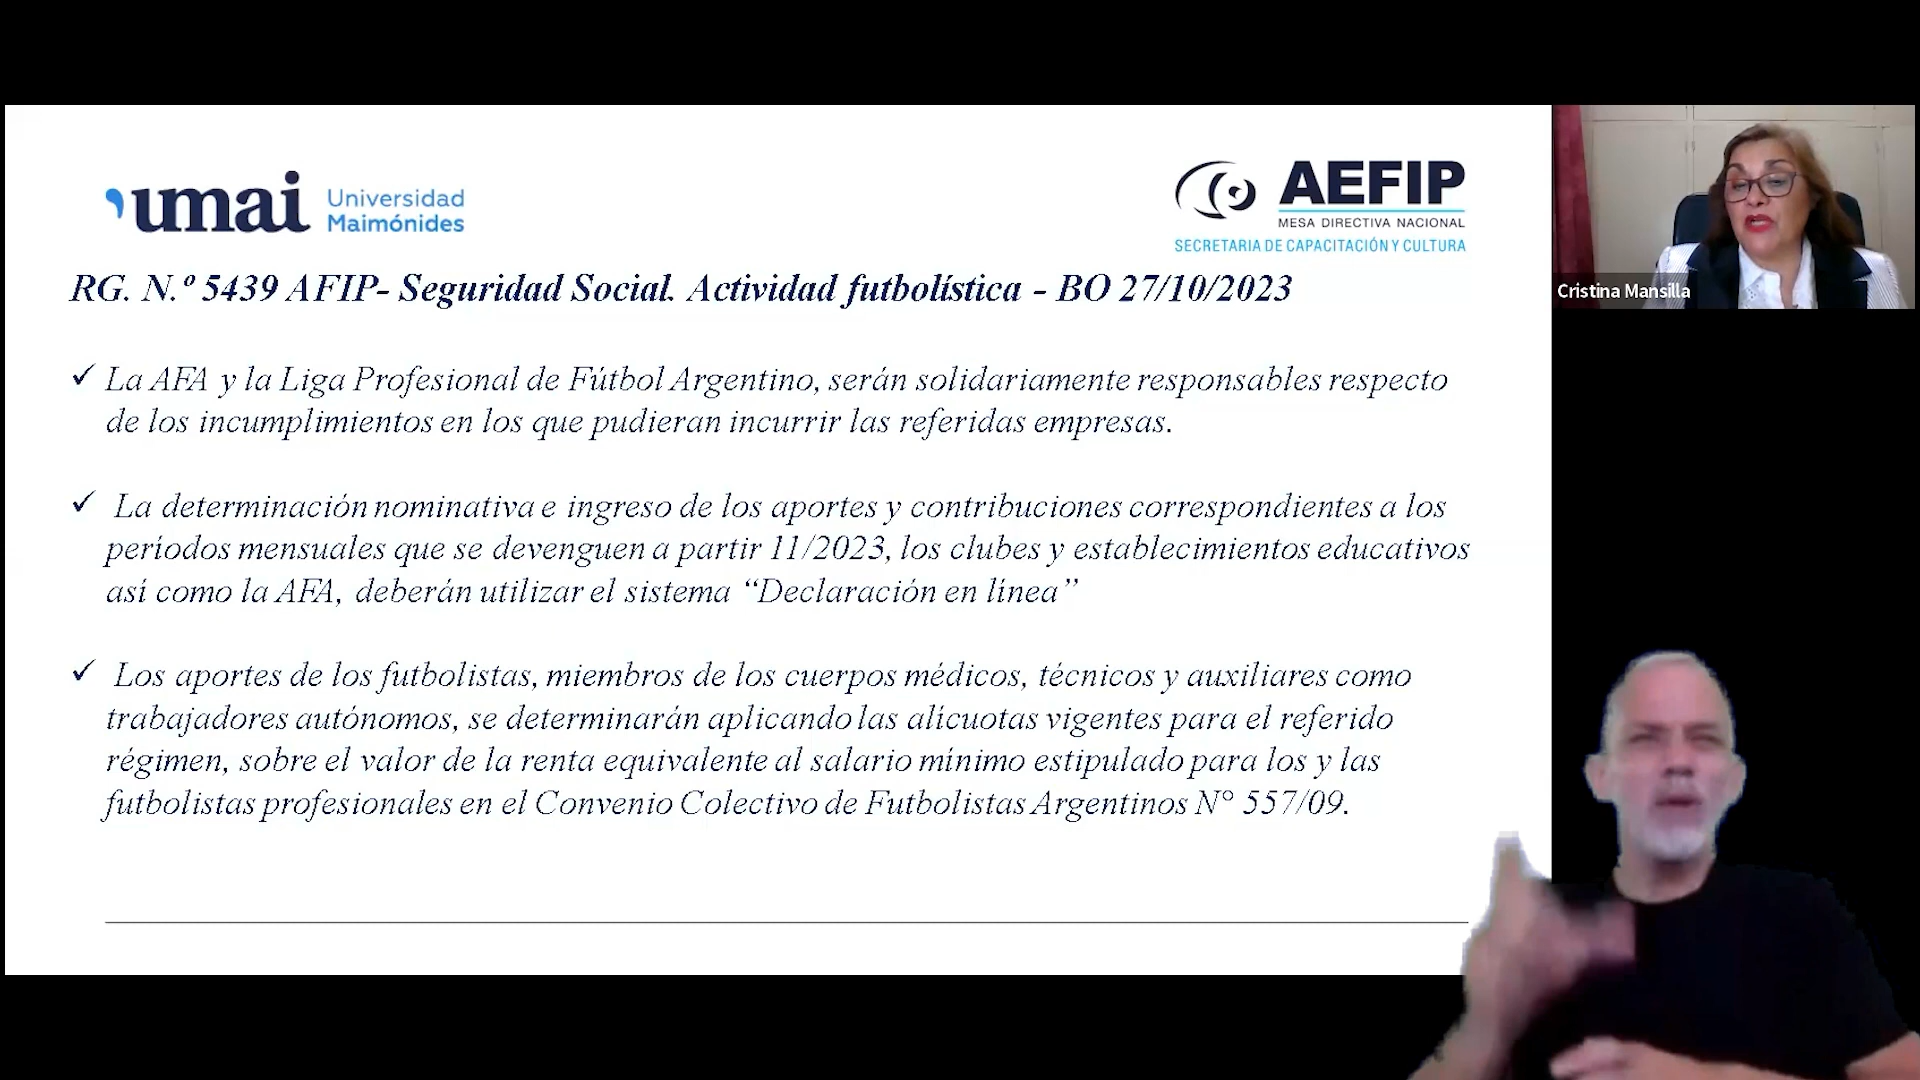 umai Universidad Maimónides
AEFIP
MESA DIRECTIVA NACIONAL
SECRETARIA DE CAPACITACIÓN Y CULTURA
RG. N.º 5439 AFIP- Seguridad Social. Actividad futbolística - BO 27/10/2023
Cristina Mansilla
✓ La AFA y la Liga Profesional de Fútbol Argentino, serán solidariamente responsables respecto
de los incumplimientos en los que pudieran incurrir las referidas empresas.
✓ La determinación nominativa e ingreso de los aportes y contribuciones correspondientes a los
períodos mensuales que se devenguen a partir 11/2023, los clubes y establecimientos educativos
así como la AFA, deberán utilizar el sistema “Declaración en línea”
✓ Los aportes de los futbolistas, miembros de los cuerpos médicos, técnicos y auxiliares como
trabajadores autónomos, se determinarán aplicando las alícuotas vigentes para el referido
régimen, sobre el valor de la renta equivalente al salario mínimo estipulado para los y las
futbolistas profesionales en el Convenio Colectivo de Futbolistas Argentinos N° 557/09.